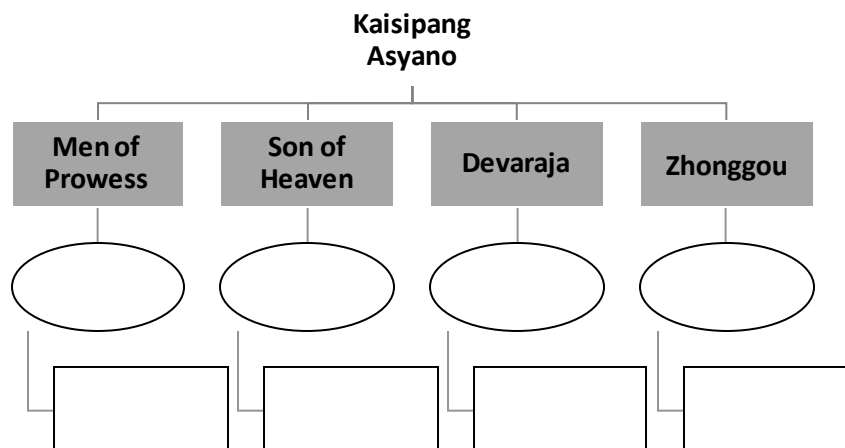 Kaisipang
Asyano
Men of
Prowess
Son of
Heaven
Devaraja
Zhonggou